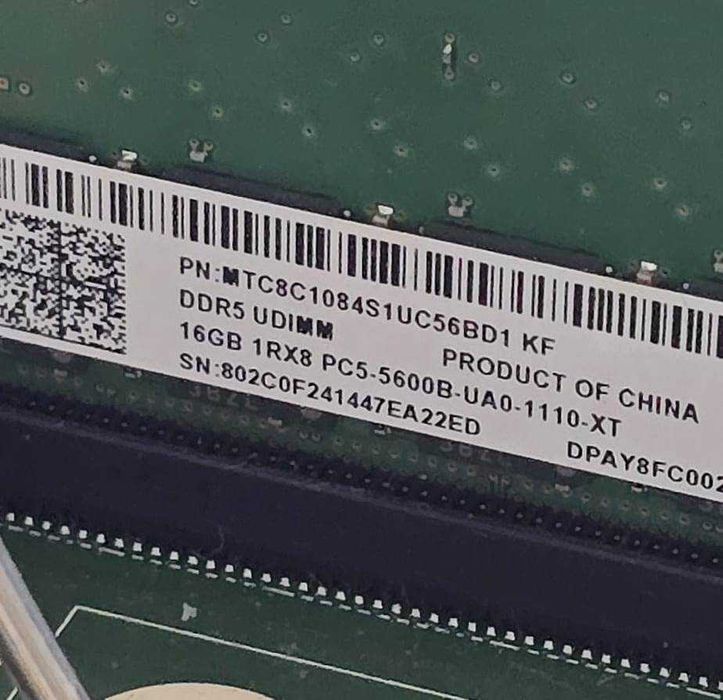 PN:MTC8C1084S1UC56BD1 KF
DDR5 UDIMM PRODUCT OF CHINA
16GB 1RX8 PC5-5600B-UA0-1110-XT
SN:802C0F241447EA22ED DPAY8FC002